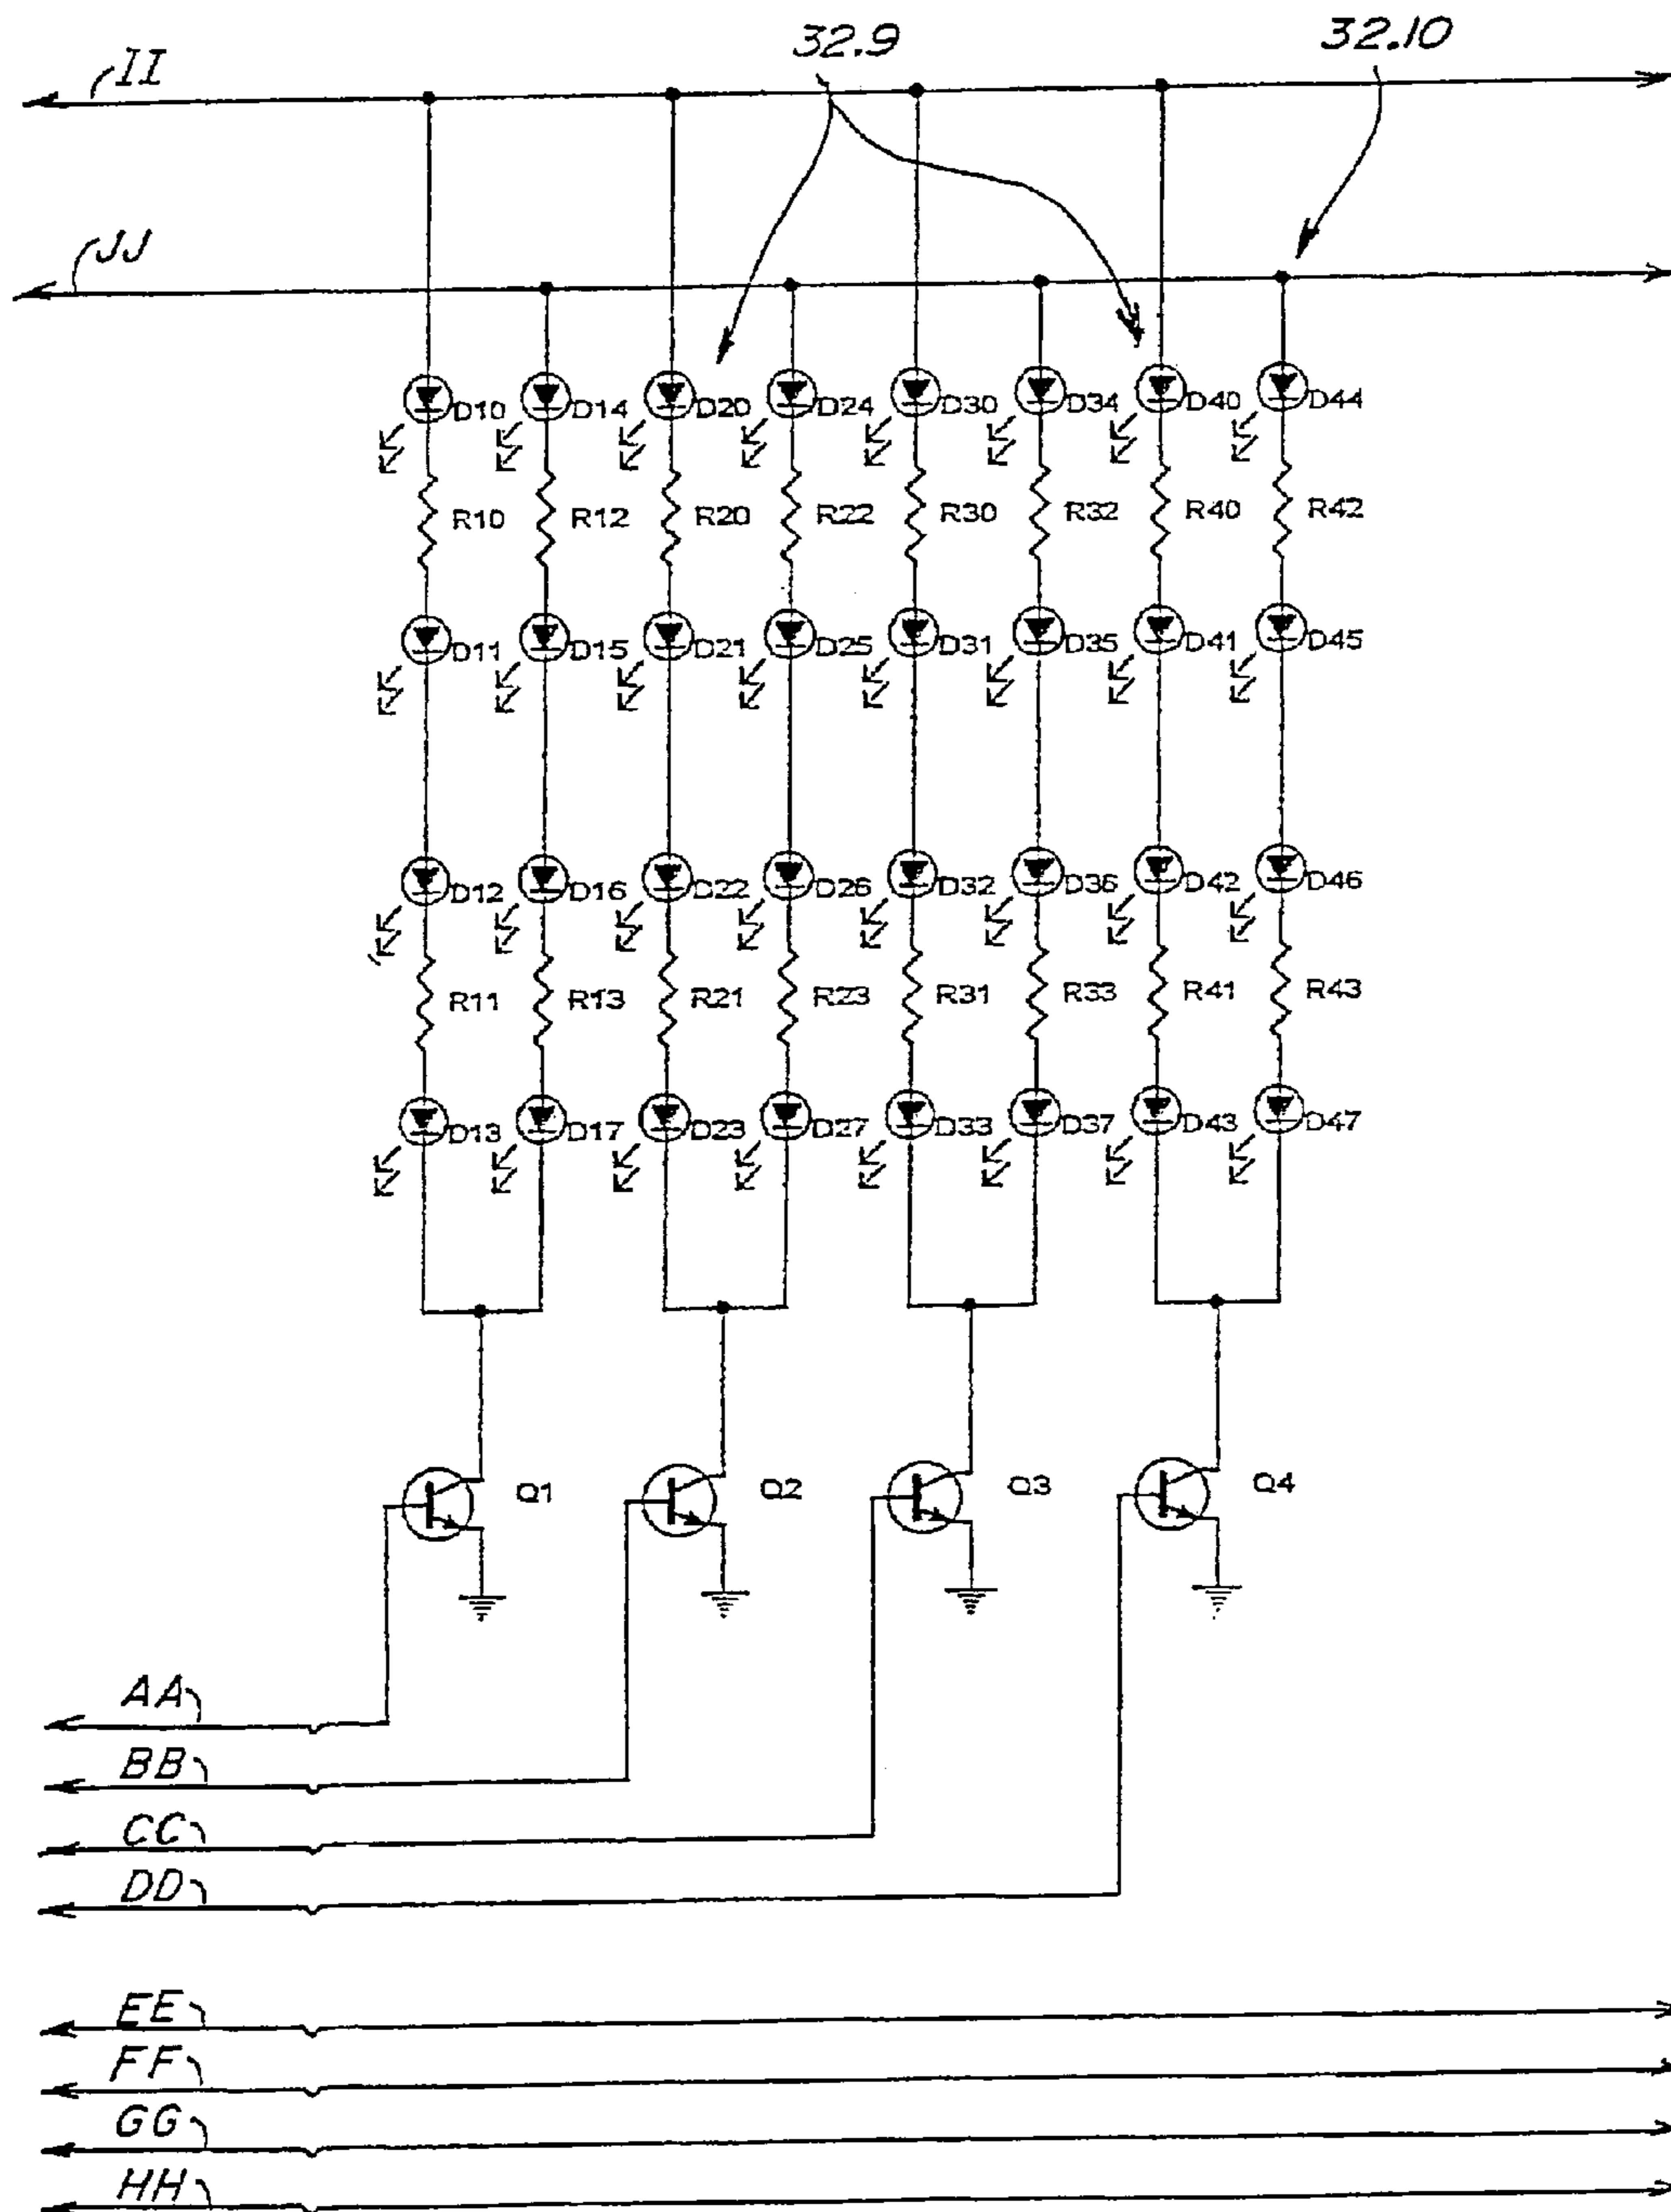 32.9 32.10
II
JJ
D10 D14 D20 D24 D30 D34 D40 D44
R10 R12 R20 R22 R30 R32 R40 R42
D11 D15 D21 D25 D31 D35 D41 D45
D12 D16 D22 D26 D32 D36 D42 D46
R11 R13 R21 R23 R31 R33 R41 R43
D13 D17 D23 D27 D33 D37 D43 D47
Q1 Q2 Q3 Q4
AA
BB
CC
DD
EE
FF
GG
HH